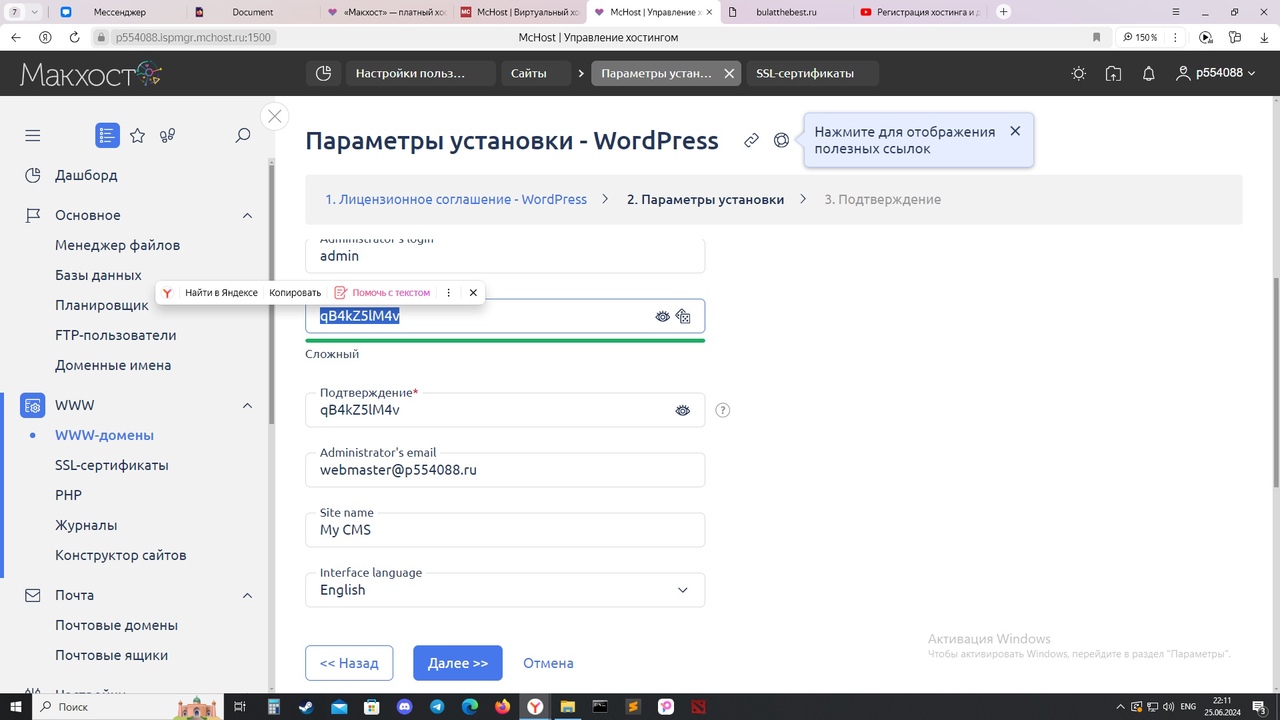 7
Мессенджер
Document
«Макхост» — платный хо
McHost | Виртуальный хо
McHost | Управление хо
bulatthebest.ru
Регистрация хостинга и д
p554088.ispmgr.mchost.ru:1500
McHost | Управление хостингом
150 %
Макхост
Настройки польз...
Сайты
Параметры устан...
SSL-сертификаты
p554088
Параметры установки - WordPress
Нажмите для отображения
полезных ссылок
1. Лицензионное соглашение - WordPress
2. Параметры установки
3. Подтверждение
Дашборд
Основное
Менеджер файлов
Базы данных
Планировщик
FTP-пользователи
Доменные имена
WWW
WWW-домены
SSL-сертификаты
PHP
Журналы
Конструктор сайтов
Почта
Почтовые домены
Почтовые ящики
Настройки
Administrator's login
admin
Найти в Яндексе
Копировать
Помочь с текстом
qB4kZ5lM4v
Сложный
Подтверждение*
qB4kZ5lM4v
?
Administrator's email
webmaster@p554088.ru
Site name
My CMS
Interface language
English
<< Назад
Далее >>
Отмена
Активация Windows
Чтобы активировать Windows, перейдите в раздел "Параметры".
Поиск
ENG
22:11
25.06.2024
3